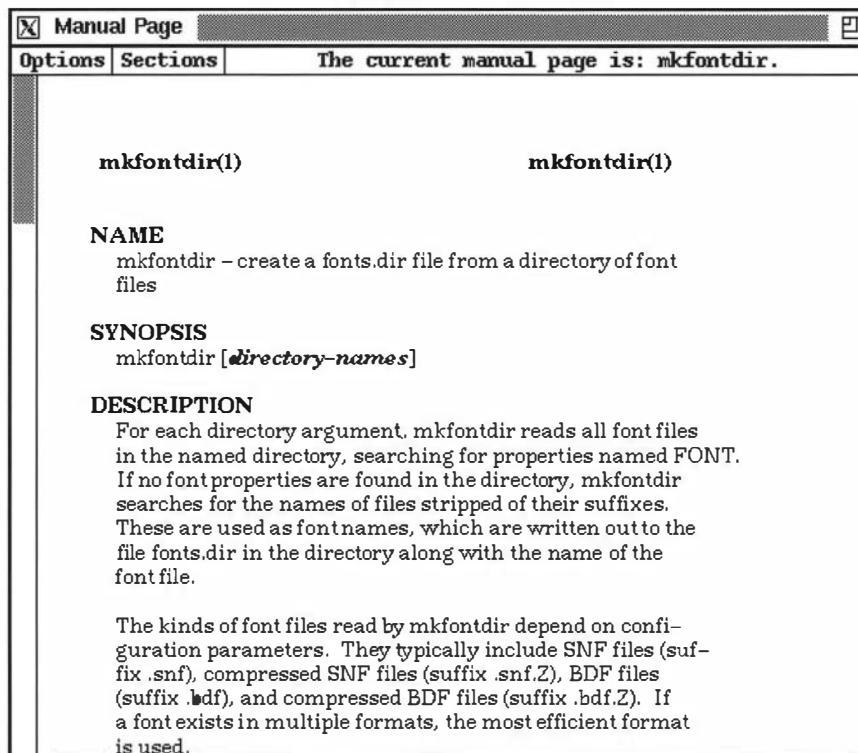 Manual Page
Options Sections The current manual page is: mkfontdir.
mkfontdir(1) mkfontdir(1)
NAME
mkfontdir – create a fonts.dir file from a directory of font
files
SYNOPSIS
mkfontdir [directory–names]
DESCRIPTION
For each directory argument, mkfontdir reads all font files
in the named directory, searching for properties named FONT.
If no font properties are found in the directory, mkfontdir
searches for the names of files stripped of their suffixes.
These are used as font names, which are written out to the
file fonts.dir in the directory along with the name of the
font file.
The kinds of font files read by mkfontdir depend on confi–
guration parameters. They typically include SNF files (suf–
fix .snf), compressed SNF files (suffix .snf.Z), BDF files
(suffix .bdf), and compressed BDF files (suffix .bdf.Z). If
a font exists in multiple formats, the most efficient format
is used.